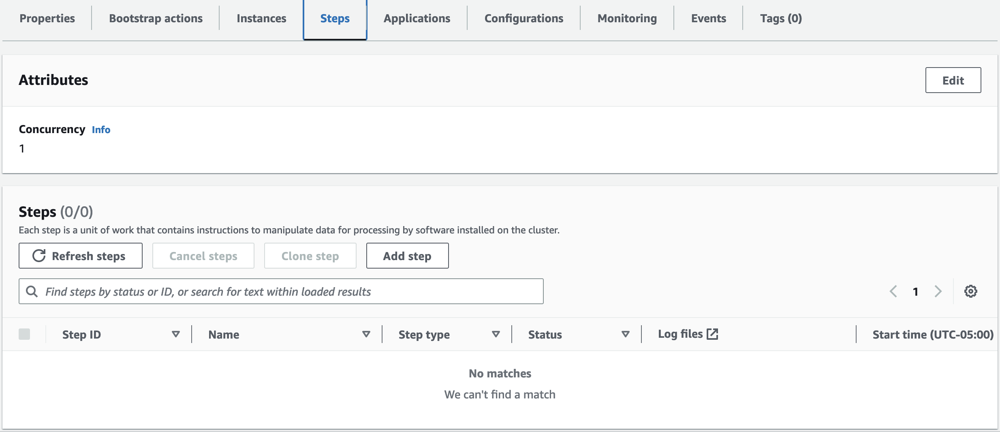 Properties Bootstrap actions Instances Steps Applications Configurations Monitoring Events Tags (0)
Attributes
Edit
Concurrency Info
1
Steps (0/0)
Each step is a unit of work that contains instructions to manipulate data for processing by software installed on the cluster.
Refresh steps Cancel steps Clone step Add step
Find steps by status or ID, or search for text within loaded results
1
Step ID Name Step type Status Log files Start time (UTC-05:00)
No matches
We can't find a match